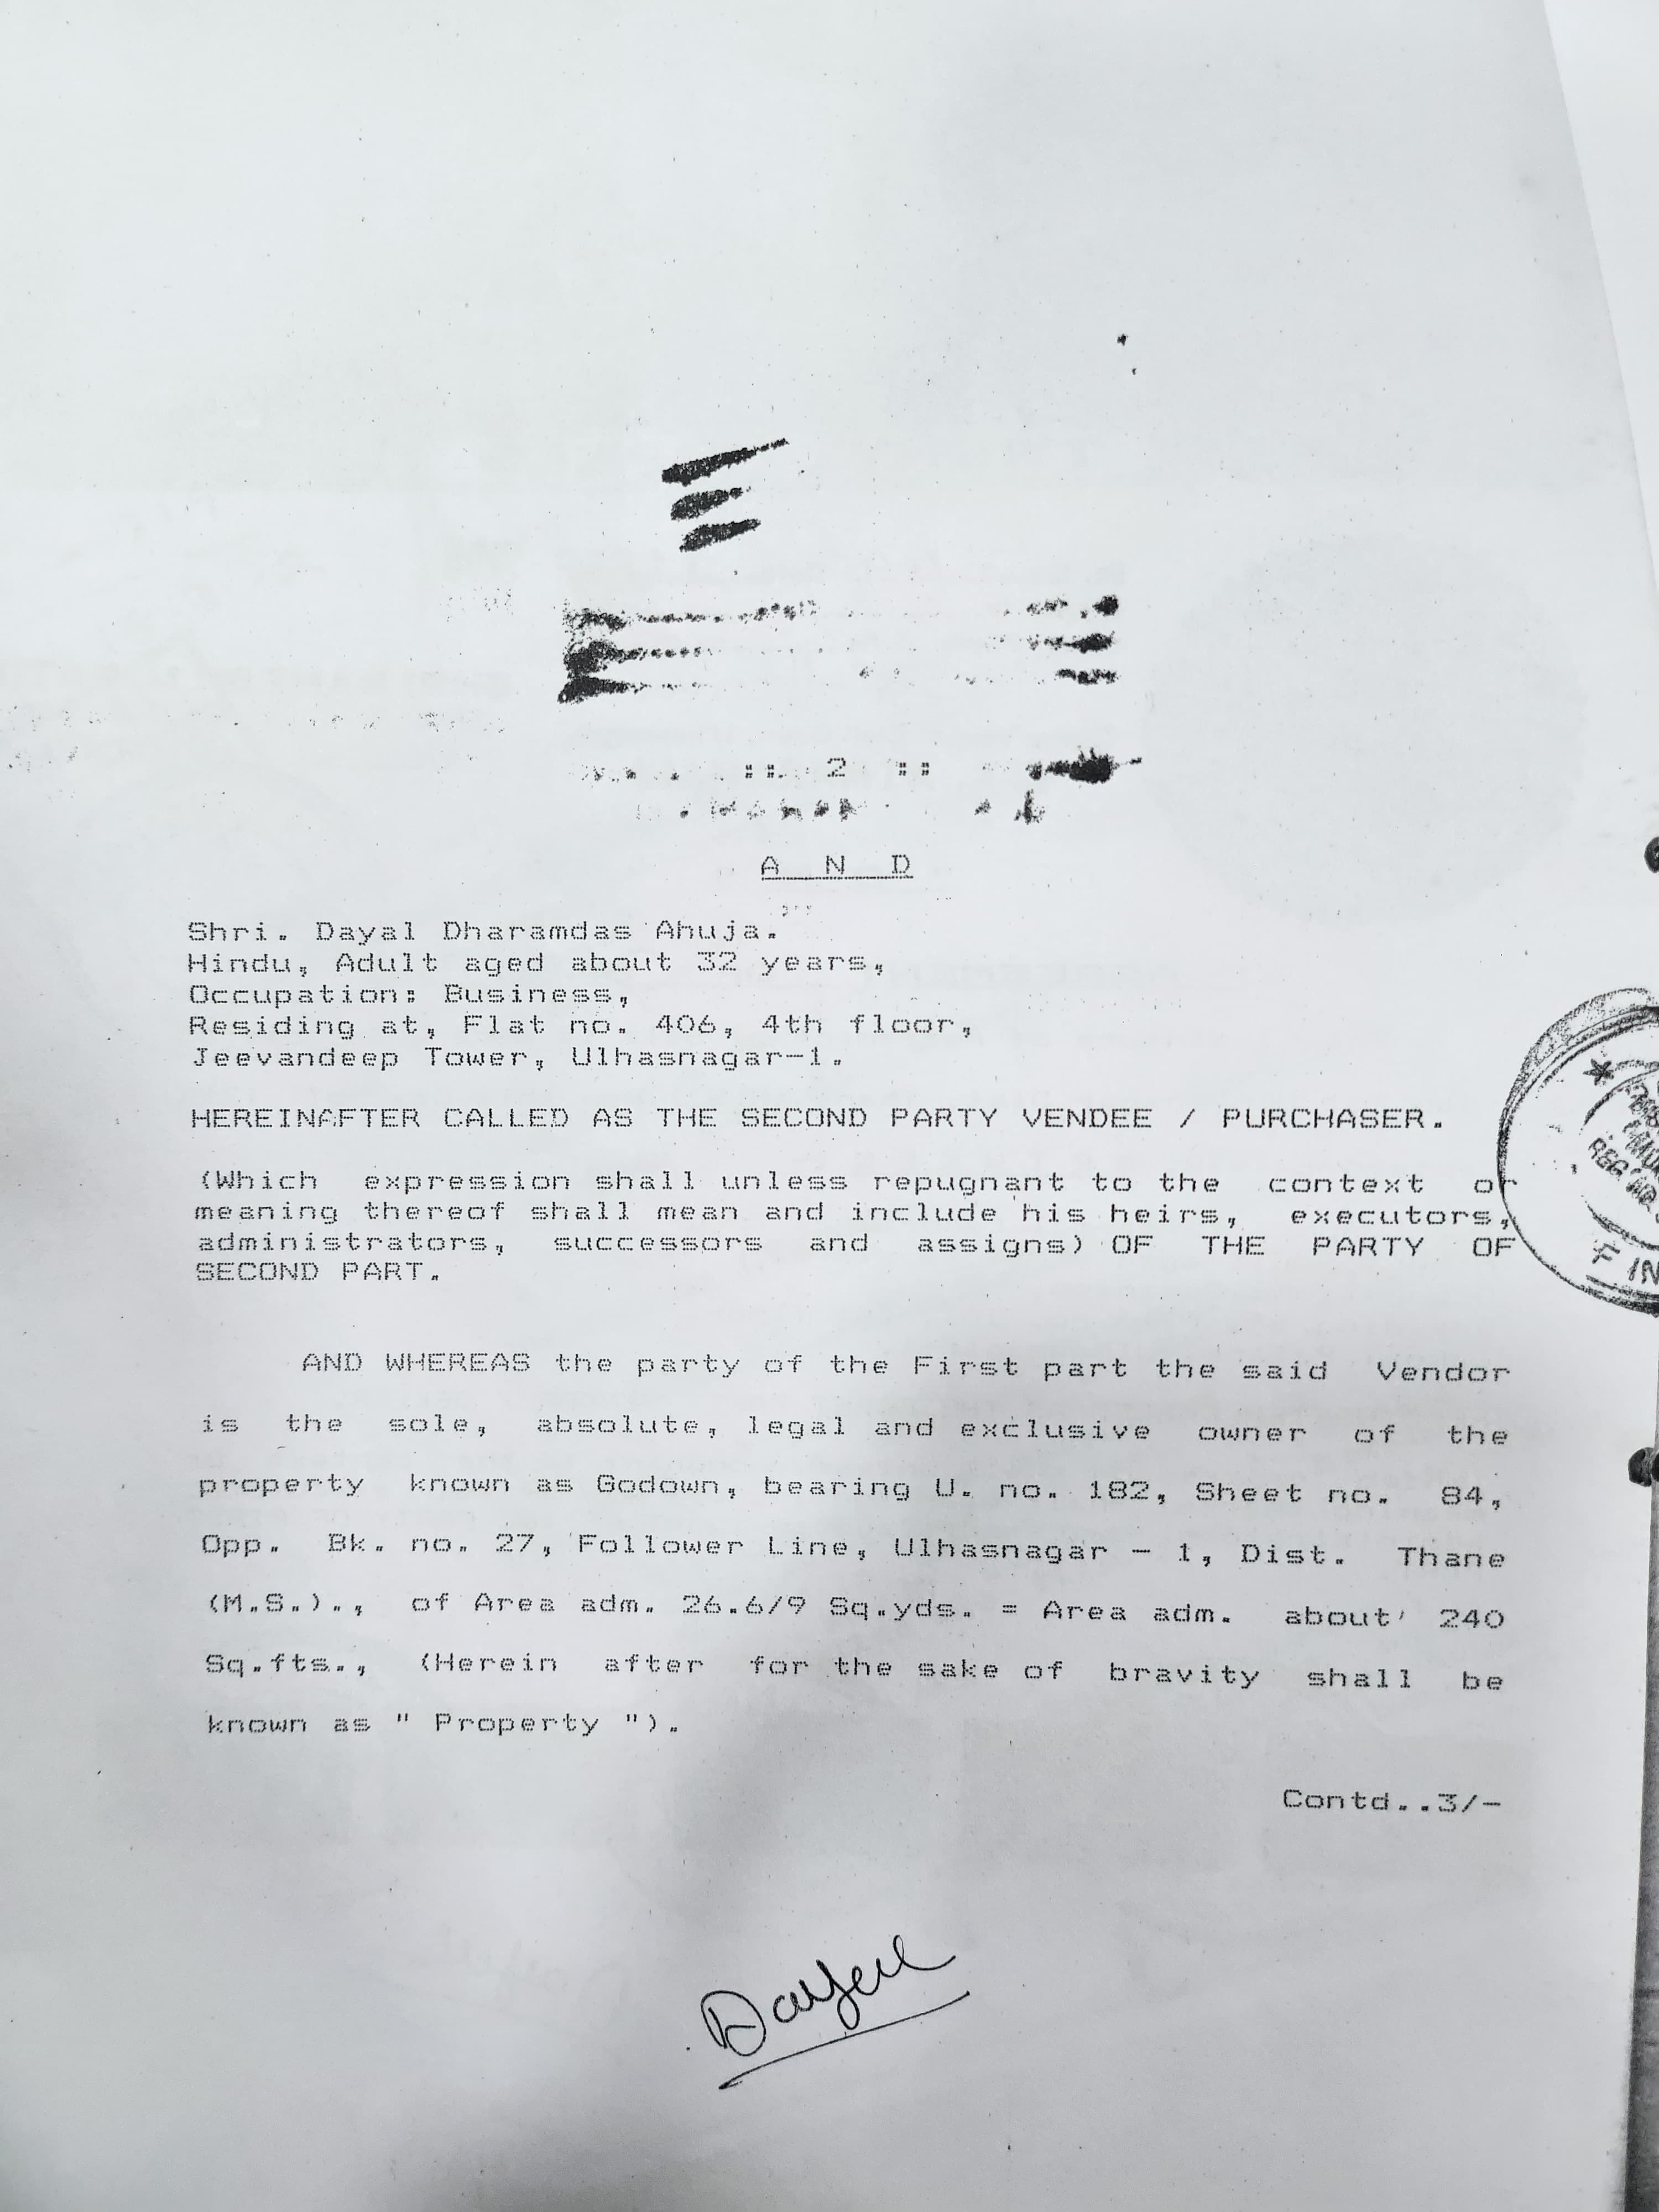 :: 2 ::
A N D
Shri. Dayal Dharamdas Ahuja.
Hindu, Adult aged about 32 years,
Occupation: Business,
Residing at, Flat no. 406, 4th floor,
Jeevandeep Tower, Ulhasnagar-1.
HEREINAFTER CALLED AS THE SECOND PARTY VENDEE / PURCHASER.
(Which expression shall unless repugnant to the context or
meaning thereof shall mean and include his heirs, executors,
administrators, successors and assigns) OF THE PARTY OF
SECOND PART.
AND WHEREAS the party of the First part the said Vendor
is the sole, absolute, legal and exclusive owner of the
property known as Godown, bearing U. no. 182, Sheet no. 84,
Opp. Bk. no. 27, Follower Line, Ulhasnagar - 1, Dist. Thane
(M.S.)., of Area adm. 26.6/9 Sq.yds. = Area adm. about 240
Sq.fts., (Herein after for the sake of bravity shall be
known as " Property ").
Contd..3/-